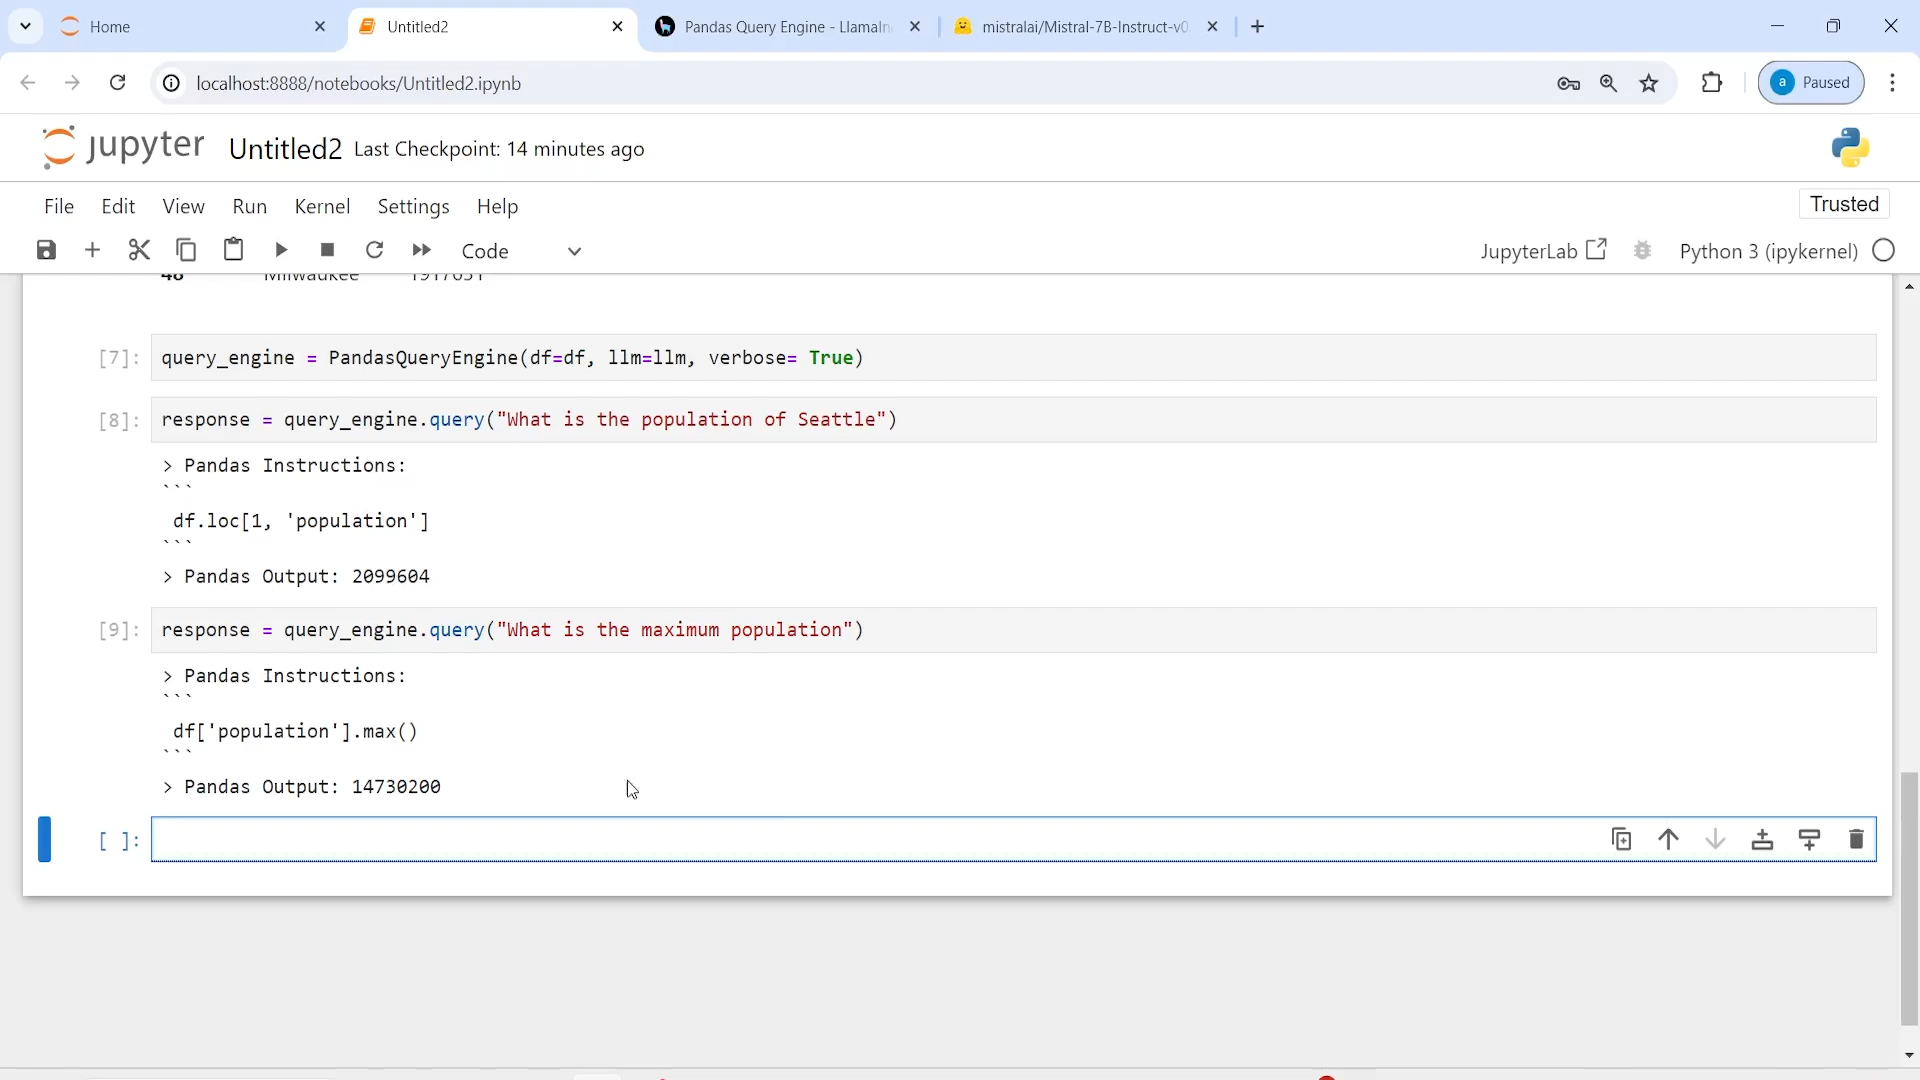 Home
Untitled2
Pandas Query Engine - LlamaIn
mistralai/Mistral-7B-Instruct-v0
localhost:8888/notebooks/Untitled2.ipynb
a
Paused
jupyter
Untitled2
Last Checkpoint: 14 minutes ago
File
Edit
View
Run
Kernel
Settings
Help
Trusted
Code
JupyterLab
Python 3 (ipykernel)
48 Milwaukee
[7]: query_engine = PandasQueryEngine(df=df, llm=llm, verbose= True)
[8]: response = query_engine.query("What is the population of Seattle")
> Pandas Instructions:
```
df.loc[1, 'population']
```
> Pandas Output: 2099604
[9]: response = query_engine.query("What is the maximum population")
> Pandas Instructions:
```
df['population'].max()
```
> Pandas Output: 14730200
[ ]: